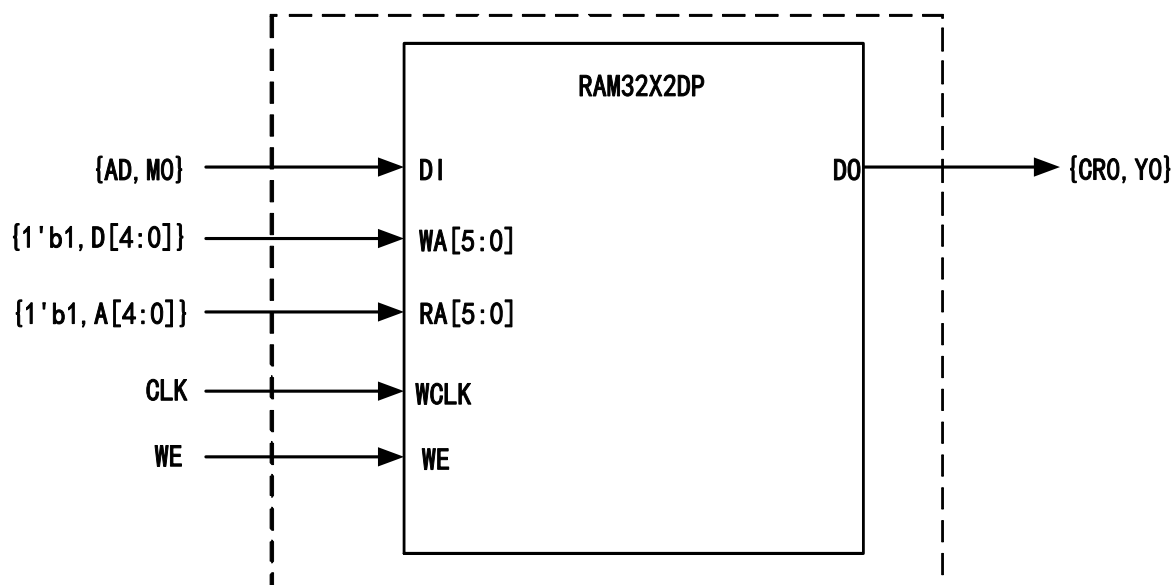 RAM32X2DP
{AD, M0} DI DO {CR0, Y0}
{1'b1, D[4:0]} WA[5:0]
{1'b1, A[4:0]} RA[5:0]
CLK WCLK
WE WE